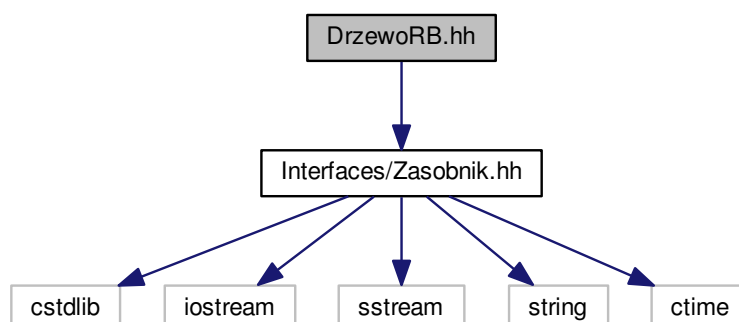 DrzewoRB.hh
Interfaces/Zasobnik.hh
cstdlib
iostream
sstream
string
ctime